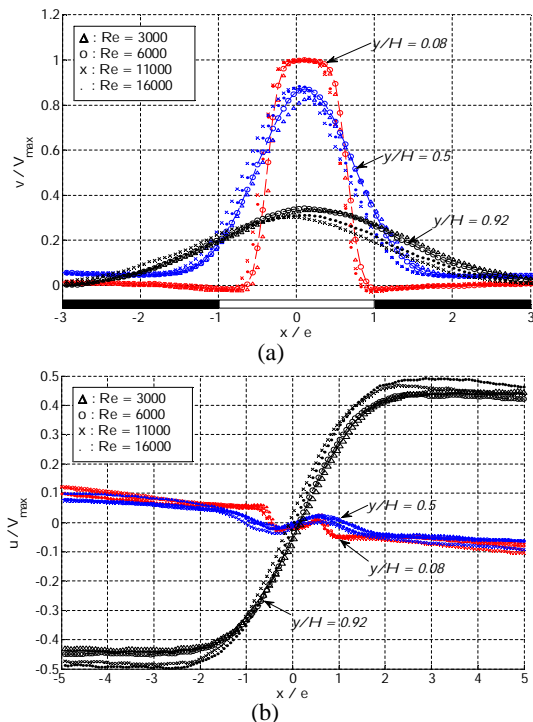 1.2
1
0.8
0.6
0.4
0.2
0
v / V_max
Δ : Re = 3000
o : Re = 6000
x : Re = 11000
. : Re = 16000
y/H = 0.08
y/H = 0.5
y/H = 0.92
-3 -2 -1 0 1 2 3
x / e
(a)
0.5
0.4
0.3
0.2
0.1
0
-0.1
-0.2
-0.3
-0.4
-0.5
u / V_max
Δ : Re = 3000
o : Re = 6000
x : Re = 11000
. : Re = 16000
y/H = 0.5
y/H = 0.08
y/H = 0.92
-5 -4 -3 -2 -1 0 1 2 3 4 5
x / e
(b)